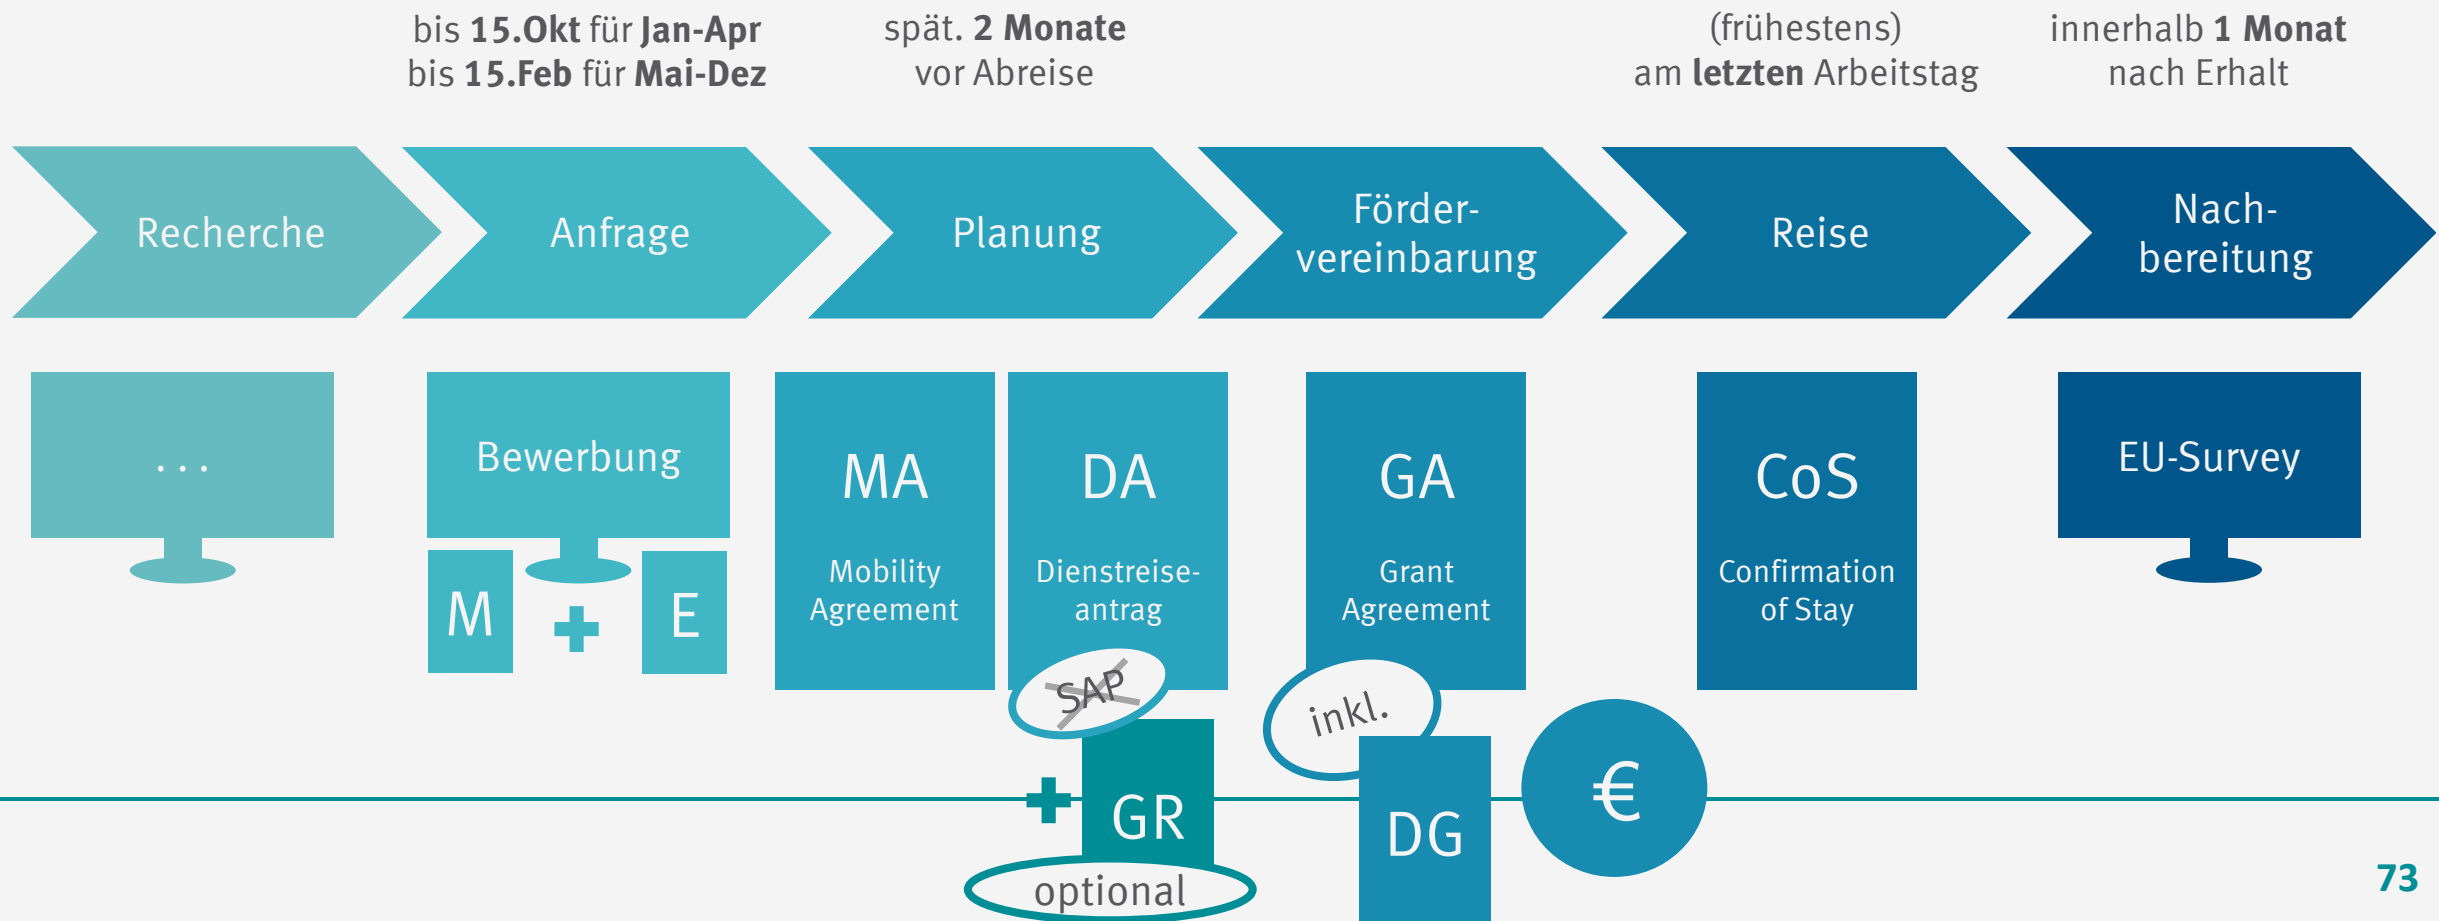 bis 15.Okt für Jan-Apr
bis 15.Feb für Mai-Dez
spät. 2 Monate
vor Abreise
(frühestens)
am letzten Arbeitstag
innerhalb 1 Monat
nach Erhalt
Recherche
Anfrage
Planung
Förder-
vereinbarung
Reise
Nach-
bereitung
...
Bewerbung
M
E
MA
Mobility
Agreement
DA
Dienstreise-
antrag
SAP
GR
optional
GA
Grant
Agreement
inkl.
DG
€
CoS
Confirmation
of Stay
EU-Survey
73